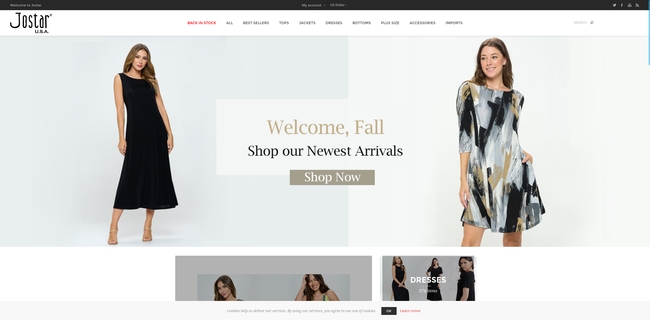 Welcome to Jostar
My account
US Dollar
Jostar®
U.S.A.
BACK IN STOCK ALL BEST SELLERS TOPS JACKETS DRESSES BOTTOMS PLUS SIZE ACCESSORIES IMPORTS
SEARCH
Welcome, Fall
Shop our Newest Arrivals
Shop Now
DRESSES
Cookies help us deliver our services. By using our services, you agree to our use of cookies.
OK
Learn more